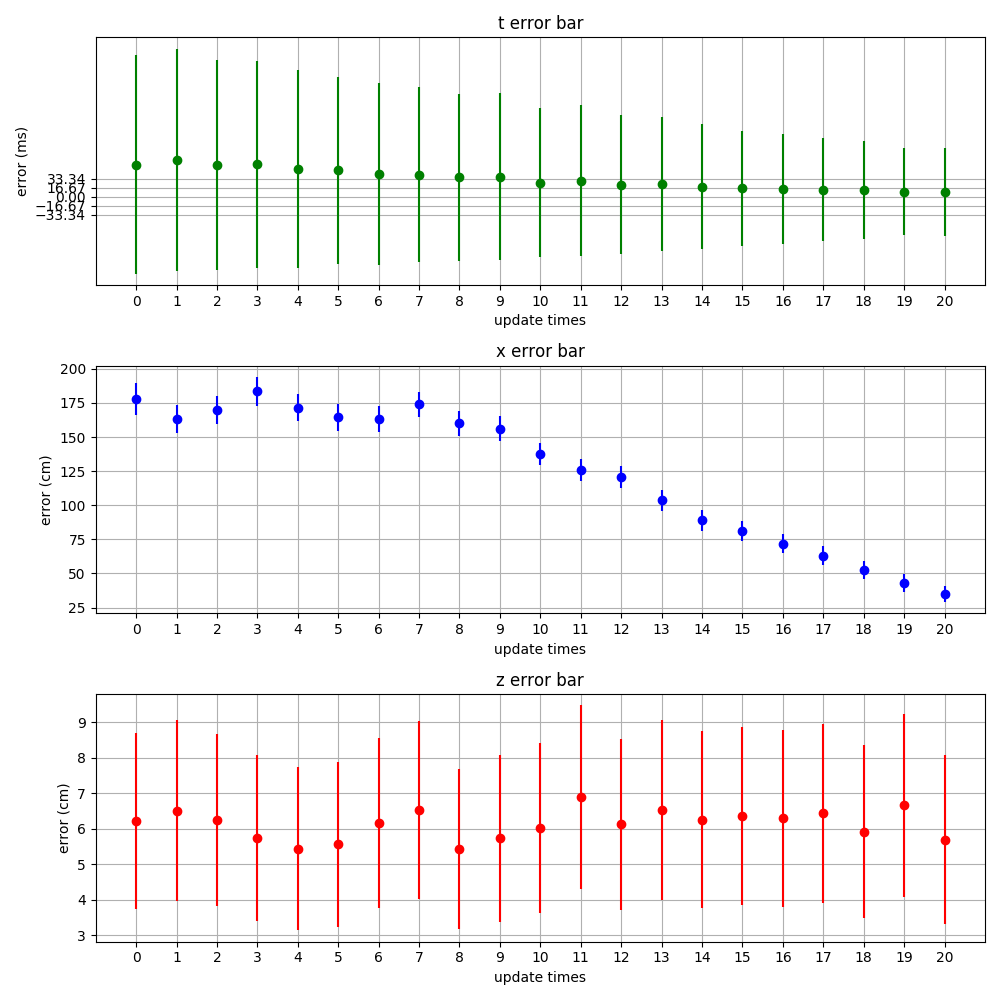 t error bar
error (ms)
33.34
16.67
0.00
−16.67
−33.34
0 1 2 3 4 5 6 7 8 9 10 11 12 13 14 15 16 17 18 19 20
update times
x error bar
error (cm)
200
175
150
125
100
75
50
25
0 1 2 3 4 5 6 7 8 9 10 11 12 13 14 15 16 17 18 19 20
update times
z error bar
error (cm)
9
8
7
6
5
4
3
0 1 2 3 4 5 6 7 8 9 10 11 12 13 14 15 16 17 18 19 20
update times